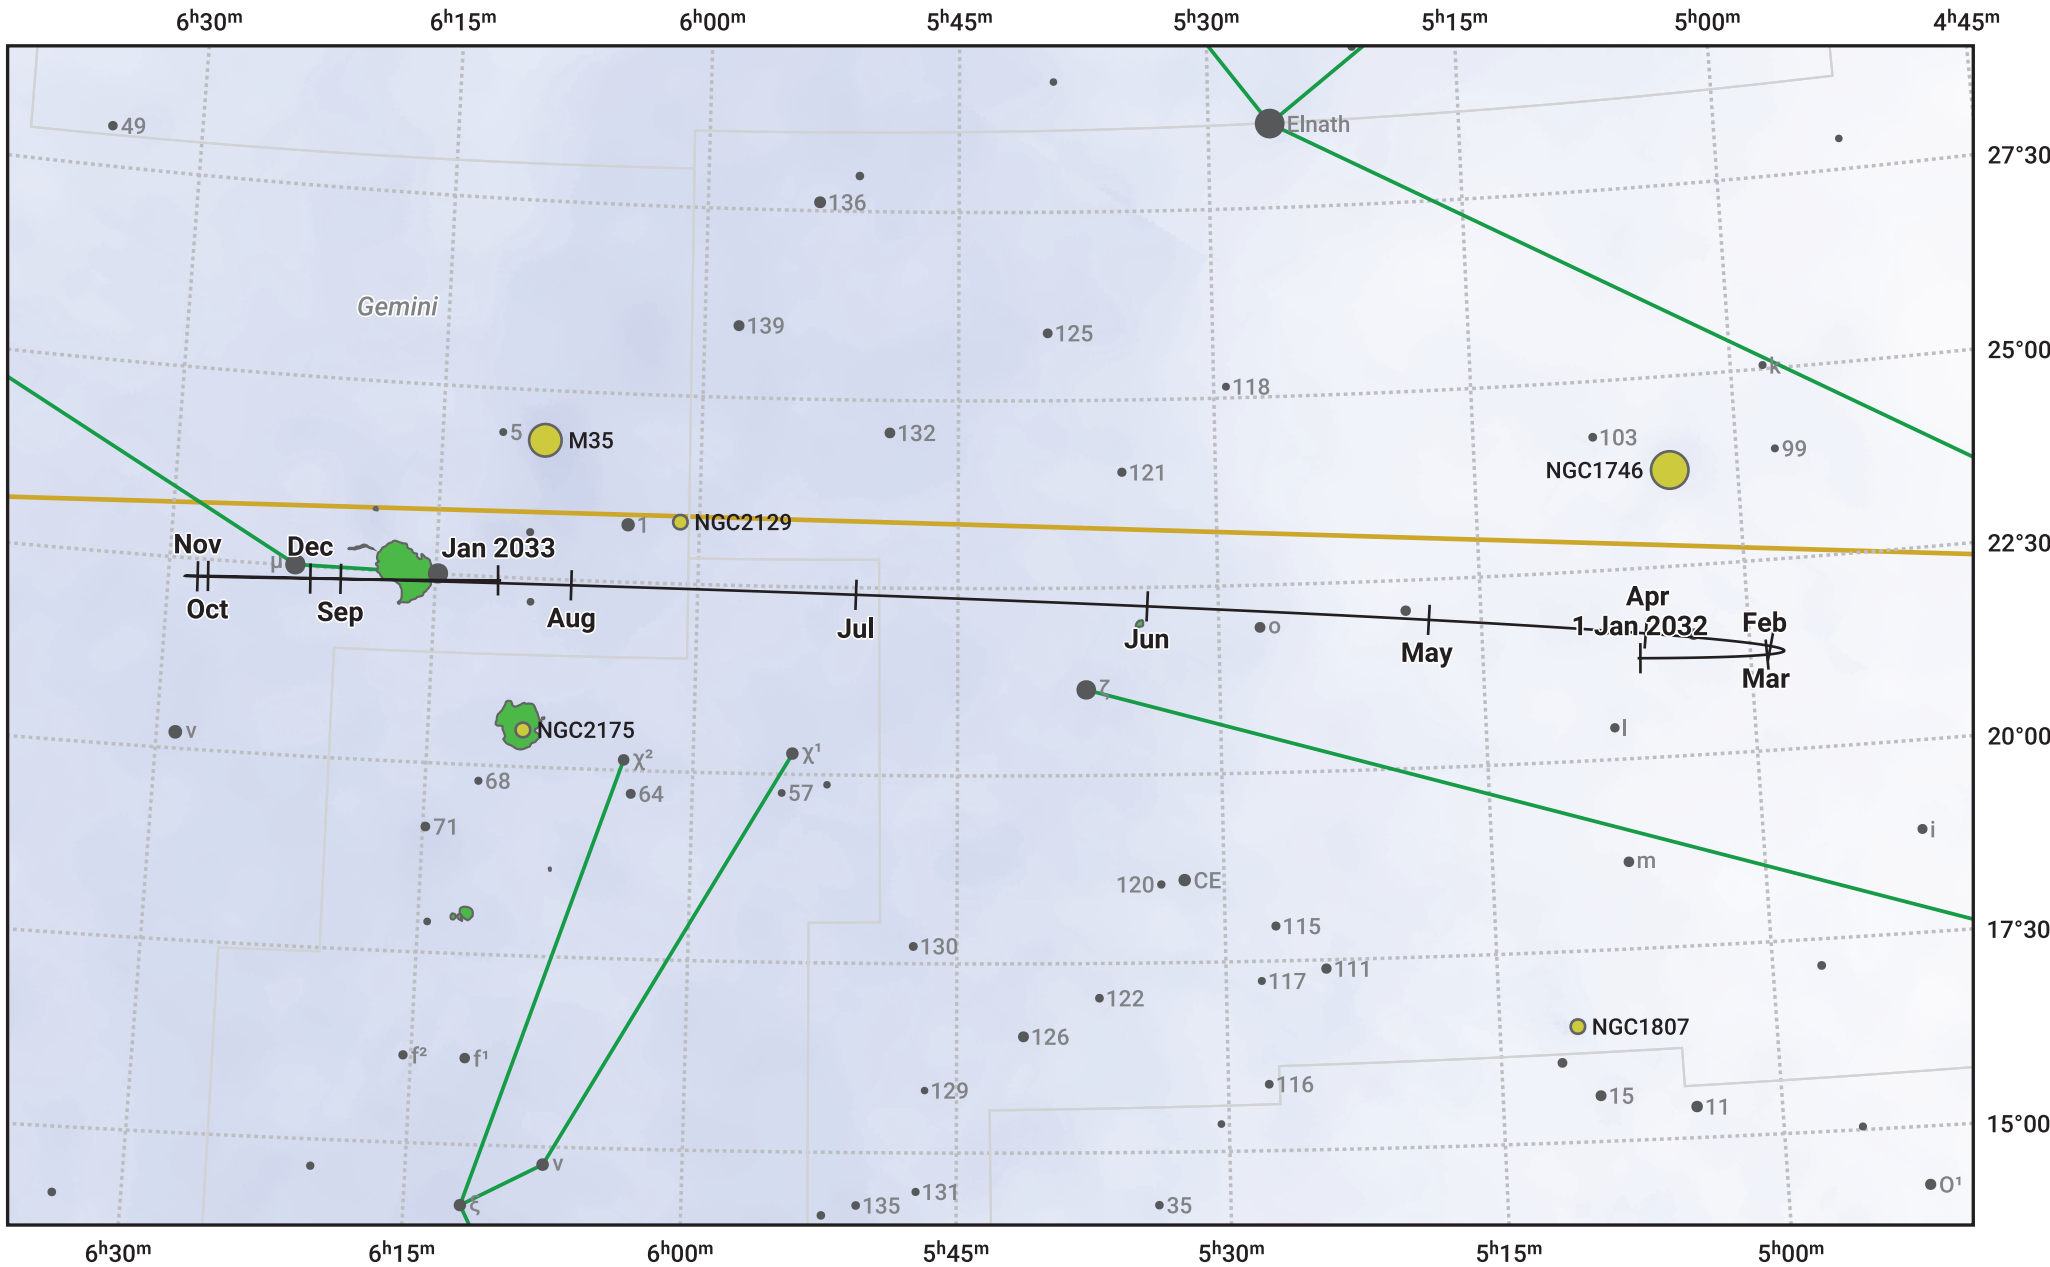 6ʰ30ᵐ 6ʰ15ᵐ 6ʰ00ᵐ 5ʰ45ᵐ 5ʰ30ᵐ 5ʰ15ᵐ 5ʰ00ᵐ 4ʰ45ᵐ
49
Elnath
27°30
136
Gemini
139
125
25°00
k
118
5
M35
132
103
99
121
NGC1746
1
NGC2129
22°30
Nov
Dec
Jan 2033
μ
Oct
Sep
Aug
Jul
Jun
ο
May
Apr
1 Jan 2032
Feb
Mar
ζ
ν
NGC2175
l
20°00
χ²
χ¹
68
64
57
71
i
m
120
CE
115
17°30
130
111
117
122
NGC1807
126
f²
f¹
116
129
15
11
15°00
ν
131
O¹
ξ
135
35
6ʰ30ᵐ 6ʰ15ᵐ 6ʰ00ᵐ 5ʰ45ᵐ 5ʰ30ᵐ 5ʰ15ᵐ 5ʰ00ᵐ